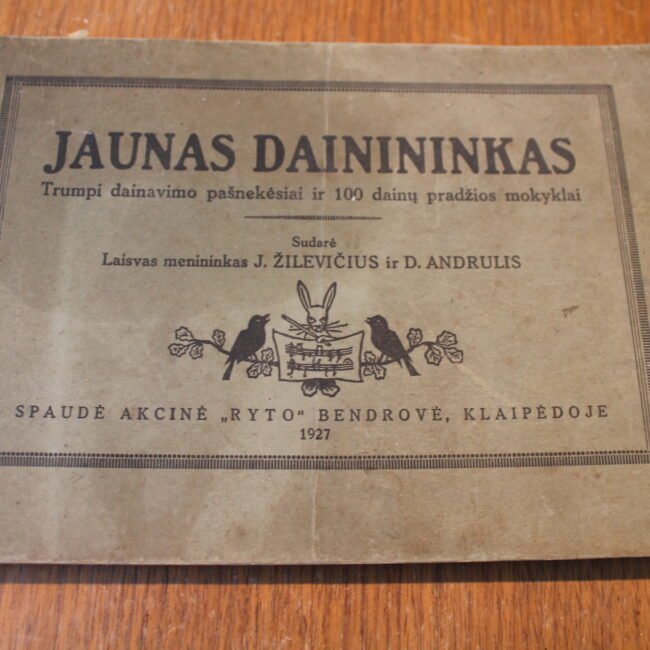 JAUNAS DAINININKAS
Trumpi dainavimo pašnekėsiai ir 100 dainų pradžios mokyklai
Sudarė
Laisvas menininkas J. ŽILEVIČIUS ir D. ANDRULIS
SPAUDĖ AKCINĖ „RYTO“ BENDROVĖ, KLAIPĖDOJE
1927